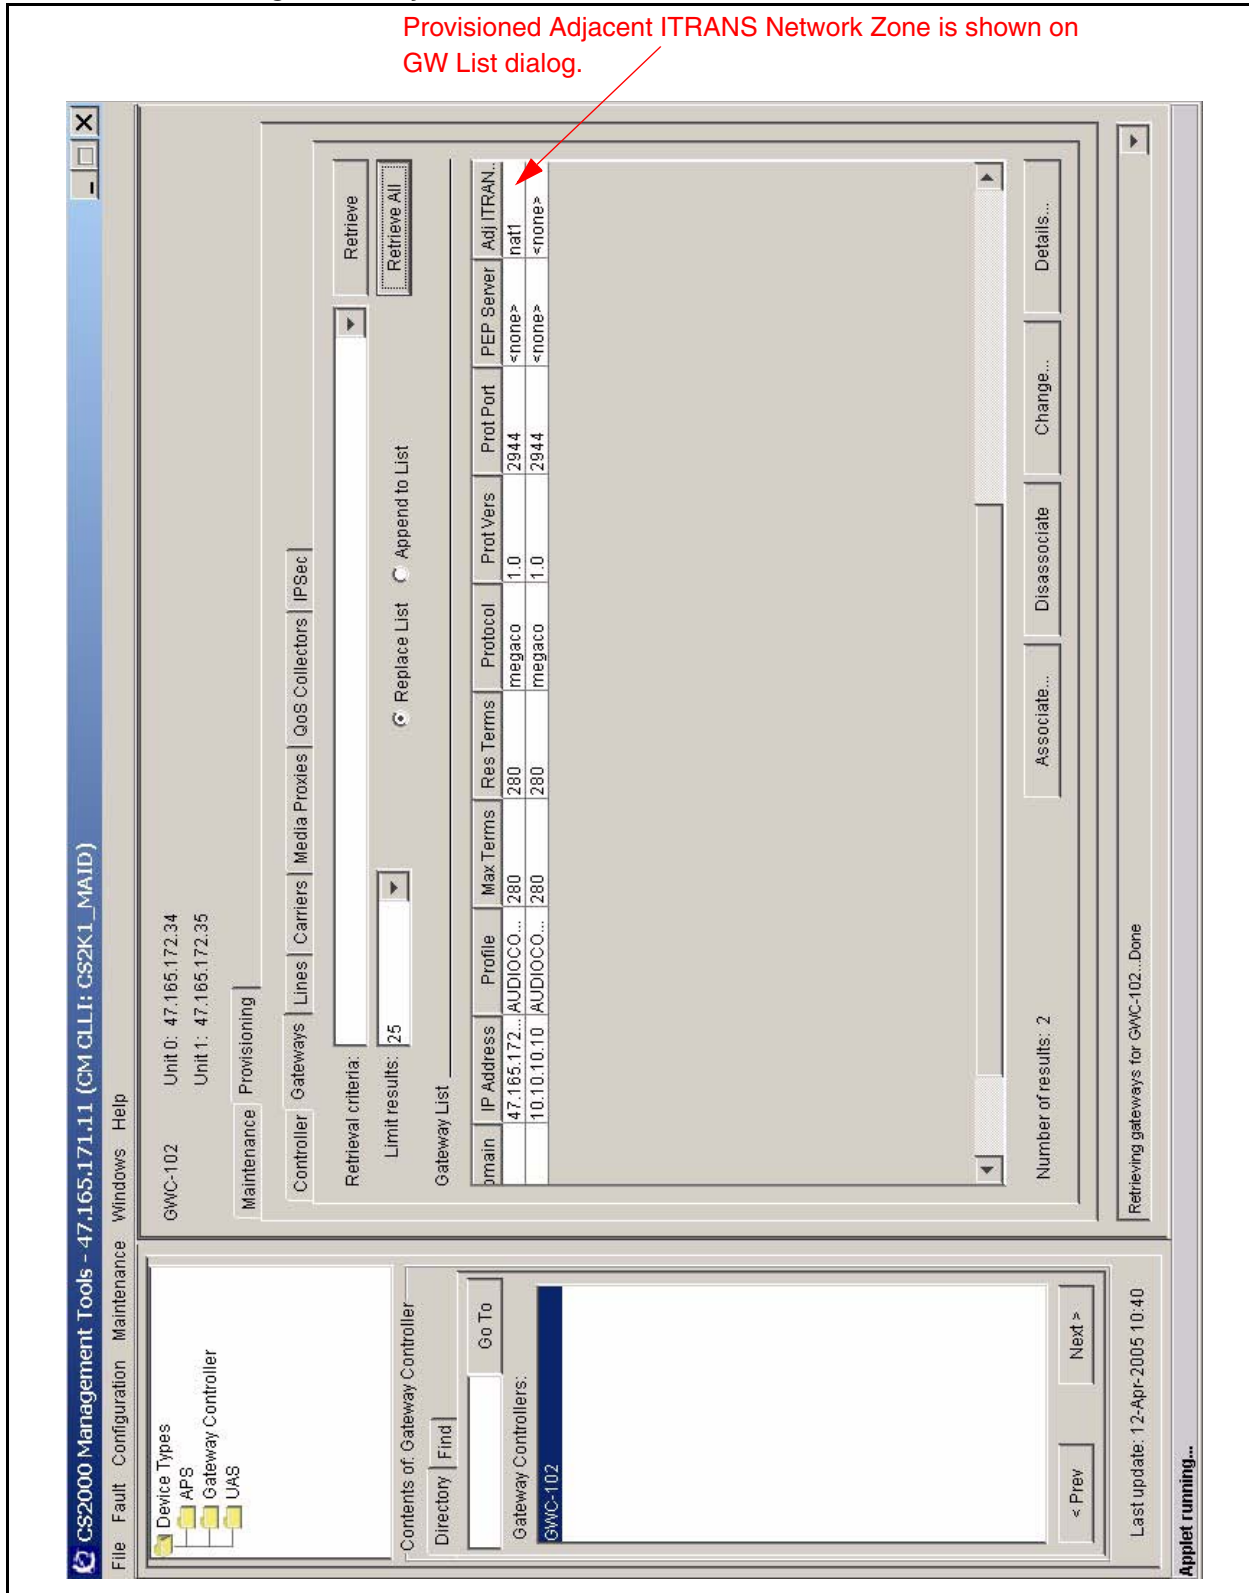 Provisioned Adjacent ITRANS Network Zone is shown on
GW List dialog.
CS2000 Management Tools - 47.165.171.11 (CM CLLI: CS2K1_MAID)
File Fault Configuration Maintenance Windows Help
Device Types
APS
Gateway Controller
UAS
Contents of: Gateway Controller
Directory Find
Go To
Gateway Controllers:
GWC-102
< Prev Next >
Last update: 12-Apr-2005 10:40
GWC-102 Unit 0: 47.165.172.34
Unit 1: 47.165.172.35
Maintenance Provisioning
Controller Gateways Lines Carriers Media Proxies QoS Collectors IPSec
Retrieval criteria: Retrieve
Limit results: 25 Replace List Append to List Retrieve All
Gateway List
omain IP Address Profile Max Terms Res Terms Protocol Prot Vers Prot Port PEP Server Adj ITRAN...
47.165.172... AUDIOCO... 280 280 megaco 1.0 2944 <none> nat1
10.10.10.10 AUDIOCO... 280 280 megaco 1.0 2944 <none> <none>
Number of results: 2 Associate... Disassociate Change... Details...
Retrieving gateways for GWC-102...Done
Applet running...